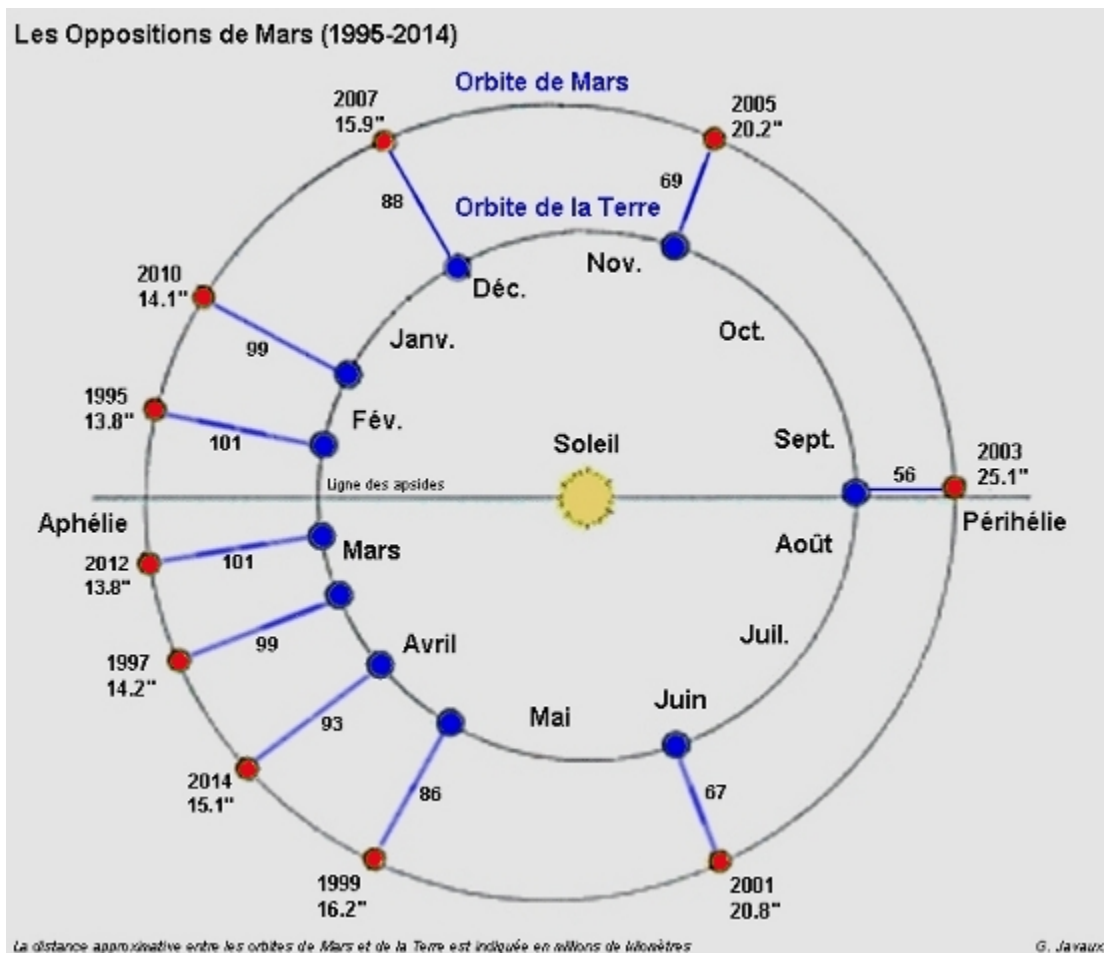 Les Oppositions de Mars (1995-2014)
Orbite de Mars
2007
15.9"
2005
20.2"
88
69
Orbite de la Terre
Nov.
Déc.
2010
14.1"
Janv.
Oct.
99
1995
13.8"
Fév.
101
Soleil
Sept.
2003
25.1"
56
Ligne des apsides
Aphélie
Périhélie
Mars
Août
2012
13.8"
101
Avril
Juil.
99
1997
14.2"
Mai
Juin
93
2014
15.1"
86
67
1999
16.2"
2001
20.8"
La distance approximative entre les orbites de Mars et de la Terre est indiquée en millions de kilomètres
G. Javaux